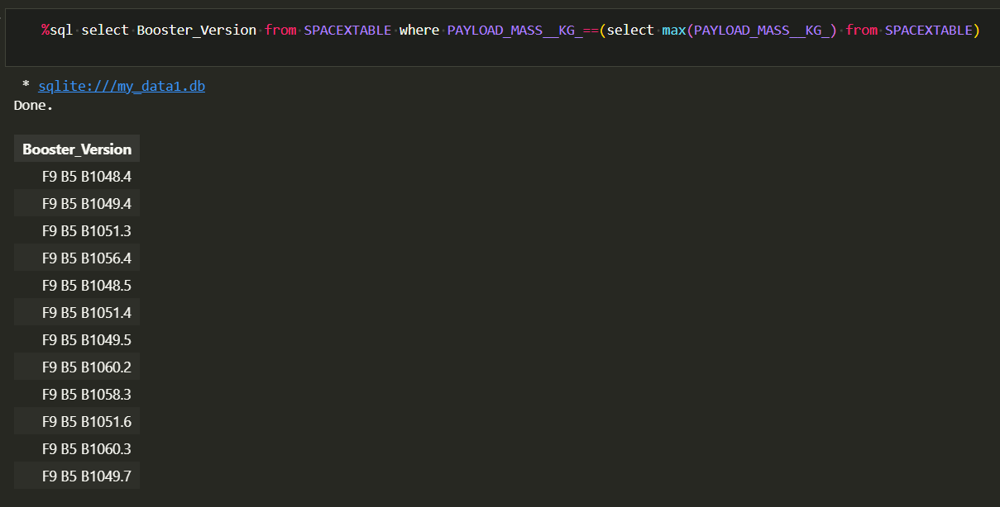 %sql select Booster_Version from SPACEXTABLE where PAYLOAD_MASS__KG_==(select max(PAYLOAD_MASS__KG_) from SPACEXTABLE)
* sqlite:///my_data1.db
Done.
Booster_Version
F9 B5 B1048.4
F9 B5 B1049.4
F9 B5 B1051.3
F9 B5 B1056.4
F9 B5 B1048.5
F9 B5 B1051.4
F9 B5 B1049.5
F9 B5 B1060.2
F9 B5 B1058.3
F9 B5 B1051.6
F9 B5 B1060.3
F9 B5 B1049.7